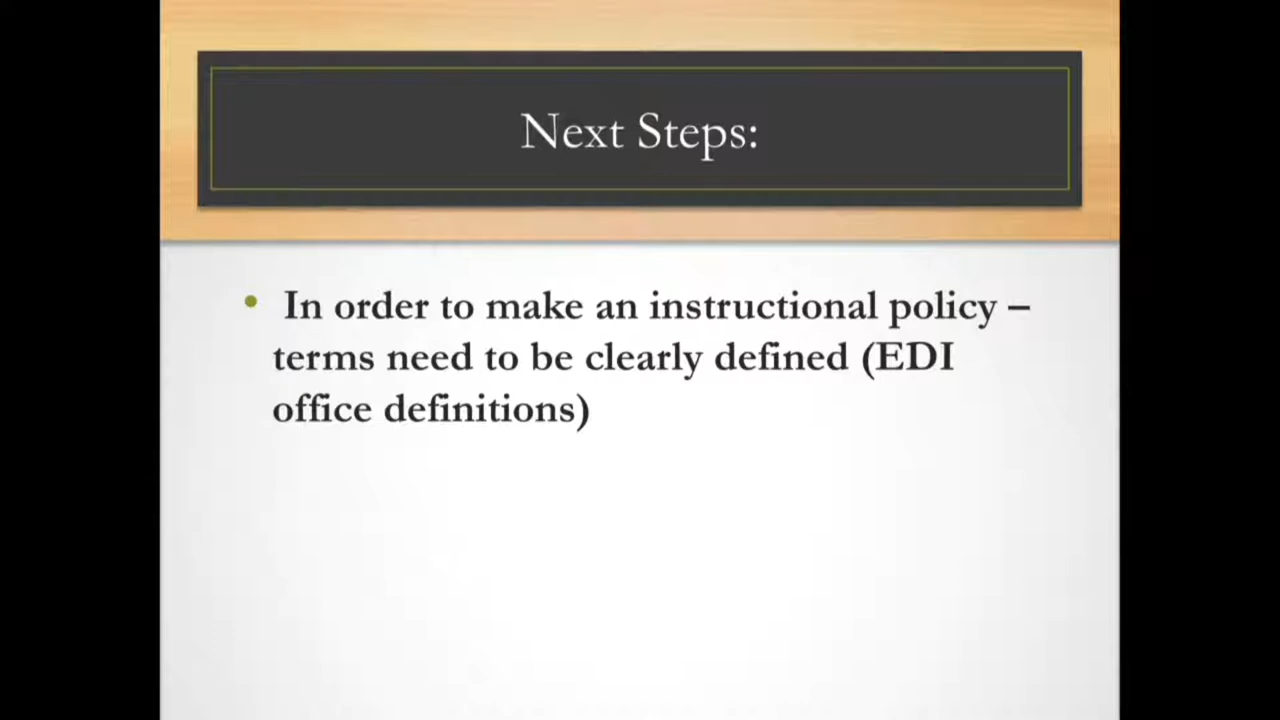 Next Steps:
• In order to make an instructional policy –
terms need to be clearly defined (EDI
office definitions)